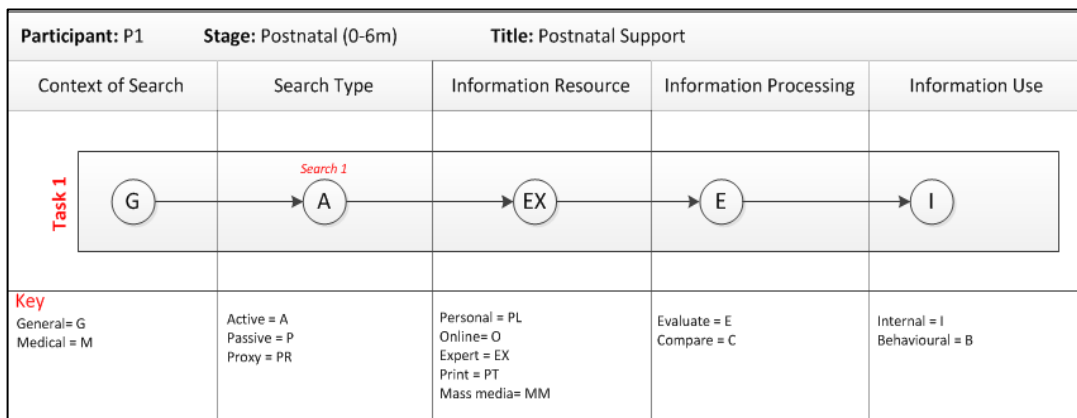 Participant: P1 Stage: Postnatal (0-6m) Title: Postnatal Support
Context of Search Search Type Information Resource Information Processing Information Use
Task 1
Search 1
G A EX E I
Key
General= G
Medical = M
Active = A
Passive = P
Proxy = PR
Personal = PL
Online= O
Expert = EX
Print = PT
Mass media= MM
Evaluate = E
Compare = C
Internal = I
Behavioural = B